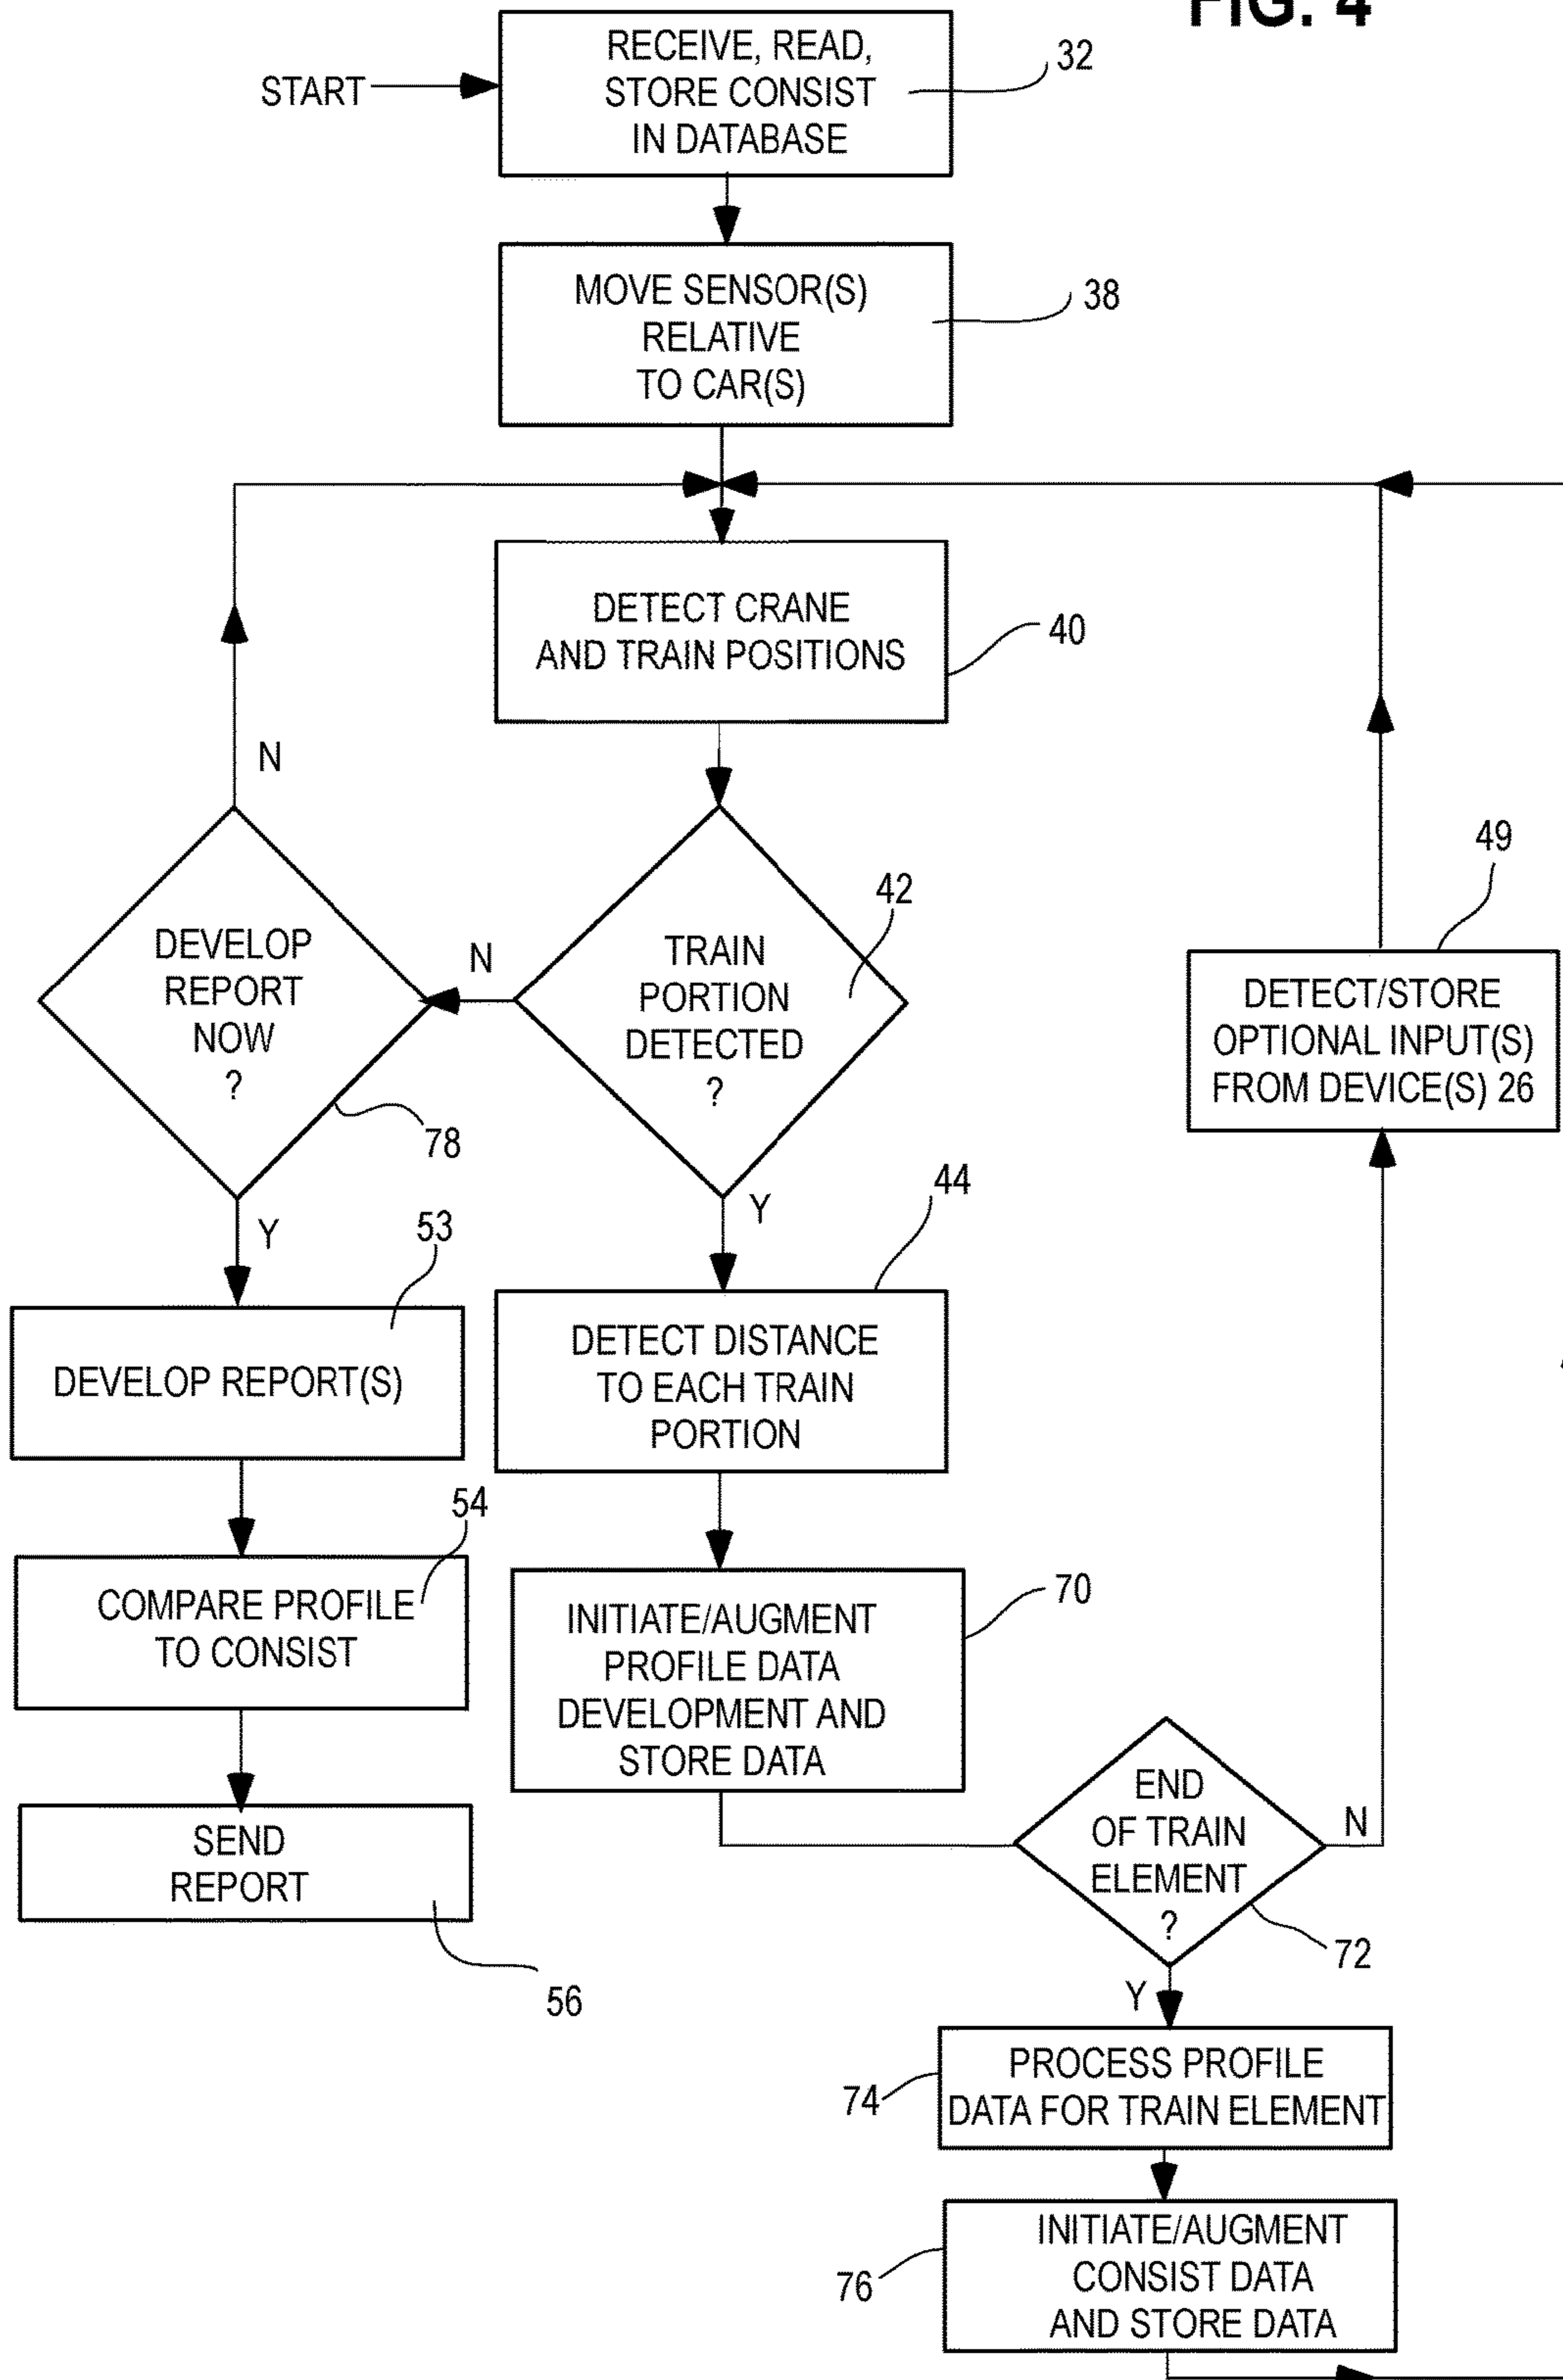 FIG. 4
START
RECEIVE, READ,
STORE CONSIST
IN DATABASE
32
MOVE SENSOR(S)
RELATIVE
TO CAR(S)
38
DETECT CRANE
AND TRAIN POSITIONS
40
N
DEVELOP
REPORT
NOW
?
78
N
TRAIN
PORTION
DETECTED
?
42
49
DETECT/STORE
OPTIONAL INPUT(S)
FROM DEVICE(S) 26
Y
53
DEVELOP REPORT(S)
Y
44
DETECT DISTANCE
TO EACH TRAIN
PORTION
54
COMPARE PROFILE
TO CONSIST
70
INITIATE/AUGMENT
PROFILE DATA
DEVELOPMENT AND
STORE DATA
SEND
REPORT
56
END
OF TRAIN
ELEMENT
?
N
72
Y
PROCESS PROFILE
DATA FOR TRAIN ELEMENT
74
INITIATE/AUGMENT
CONSIST DATA
AND STORE DATA
76